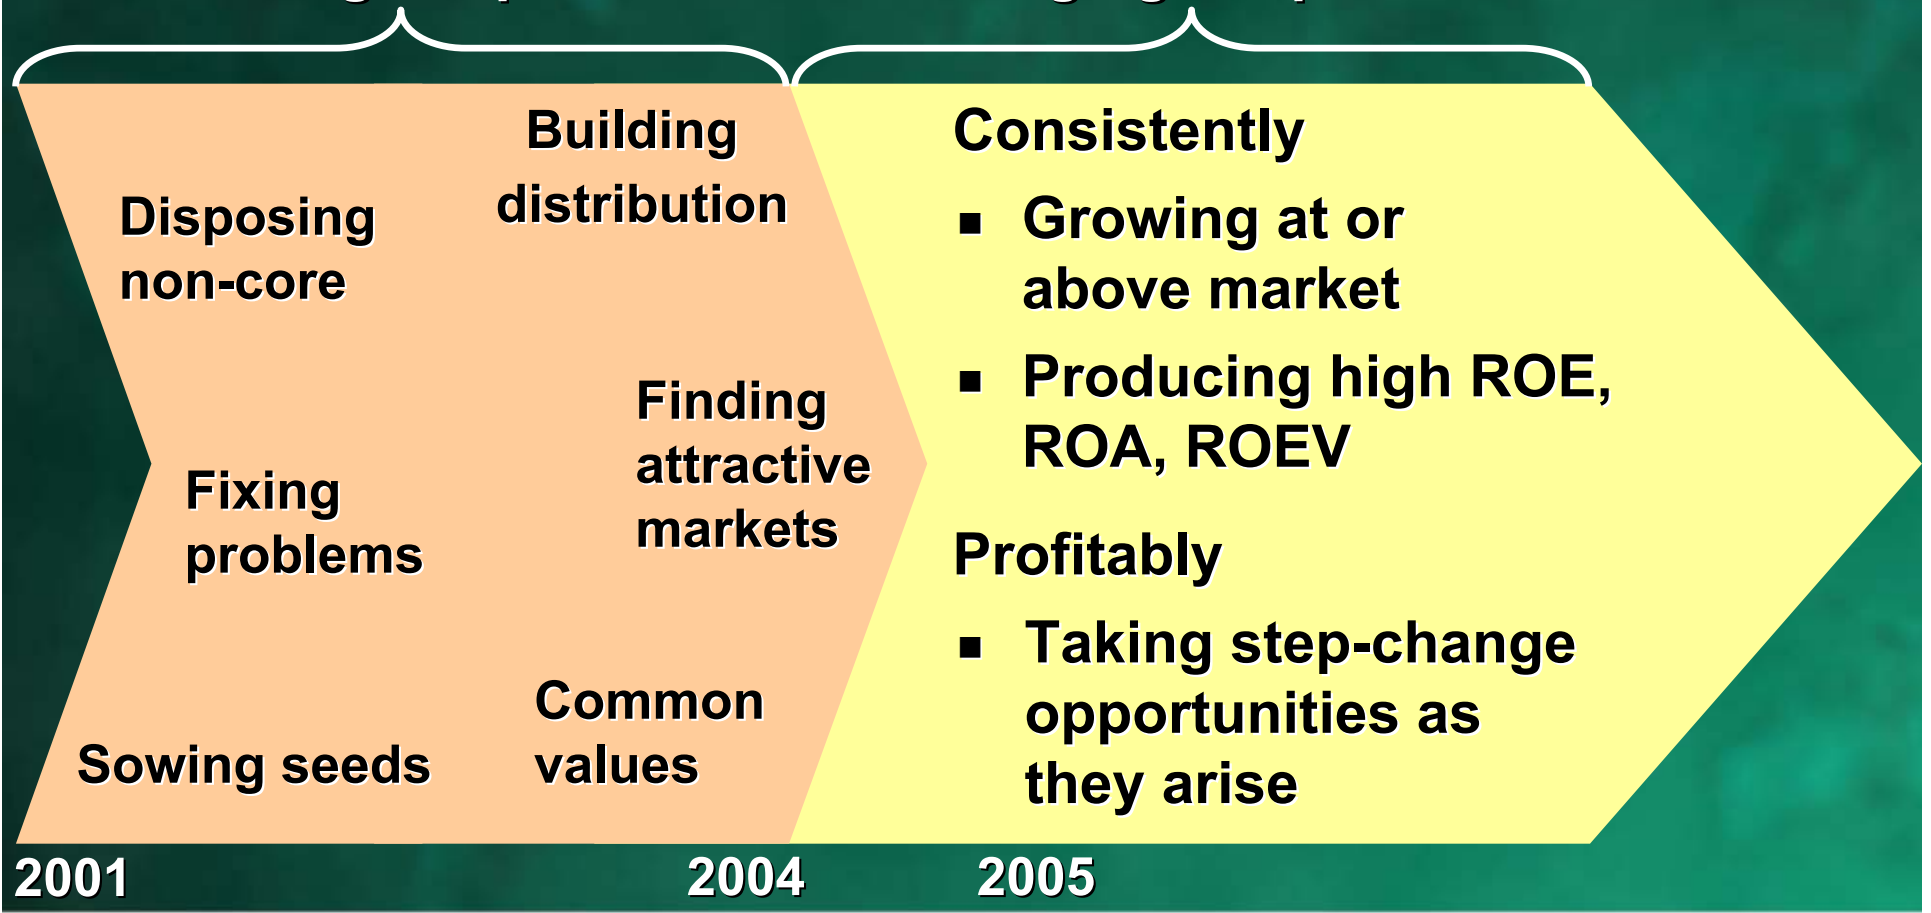 Building
distribution
Disposing
non-core
Finding
attractive
markets
Fixing
problems
Common
values
Sowing seeds
Consistently
▪ Growing at or
above market
▪ Producing high ROE,
ROA, ROEV
Profitably
▪ Taking step-change
opportunities as
they arise
2001
2004
2005